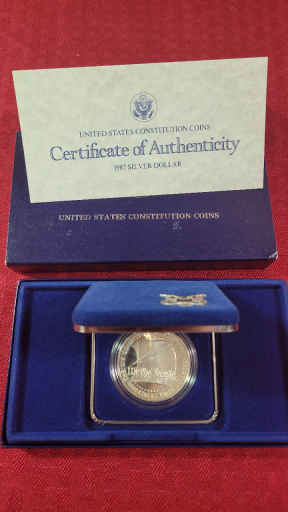 UNITED STATES CONSTITUTION COINS
Certificate of Authenticity
1987 SILVER DOLLAR
UNITED STATES CONSTITUTION COINS
We the People